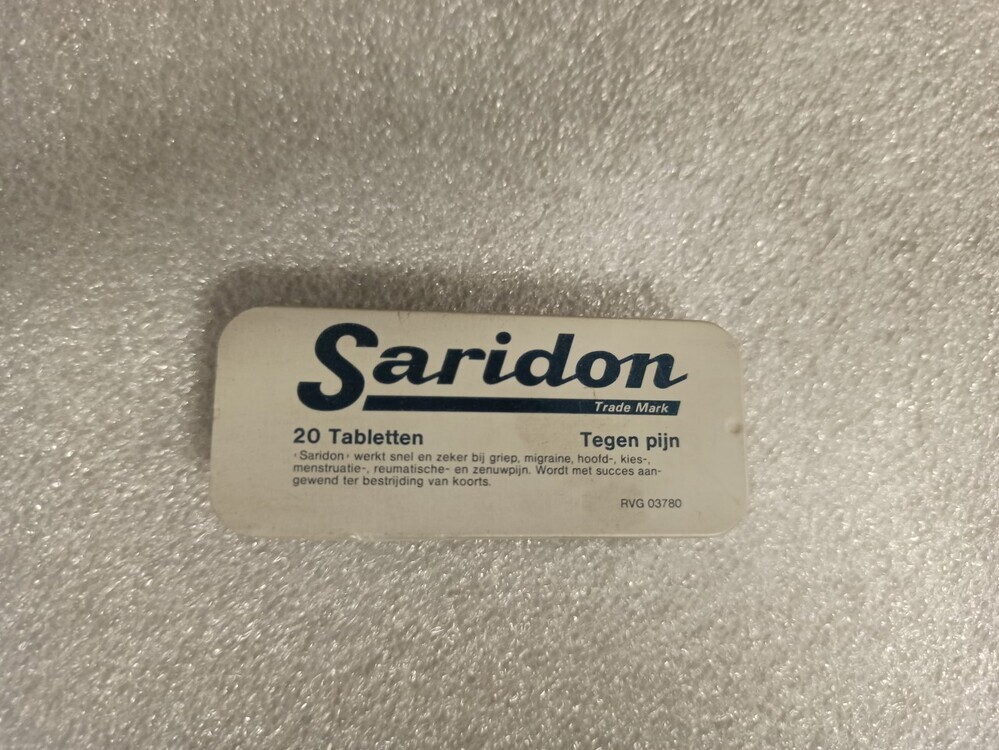 Saridon
Trade Mark
20 Tabletten
Tegen pijn
‹Saridon› werkt snel en zeker bij griep, migraine, hoofd-, kies-,
menstruatie-, reumatische- en zenuwpijn. Wordt met succes aan-
gewend ter bestrijding van koorts.
RVG 03780